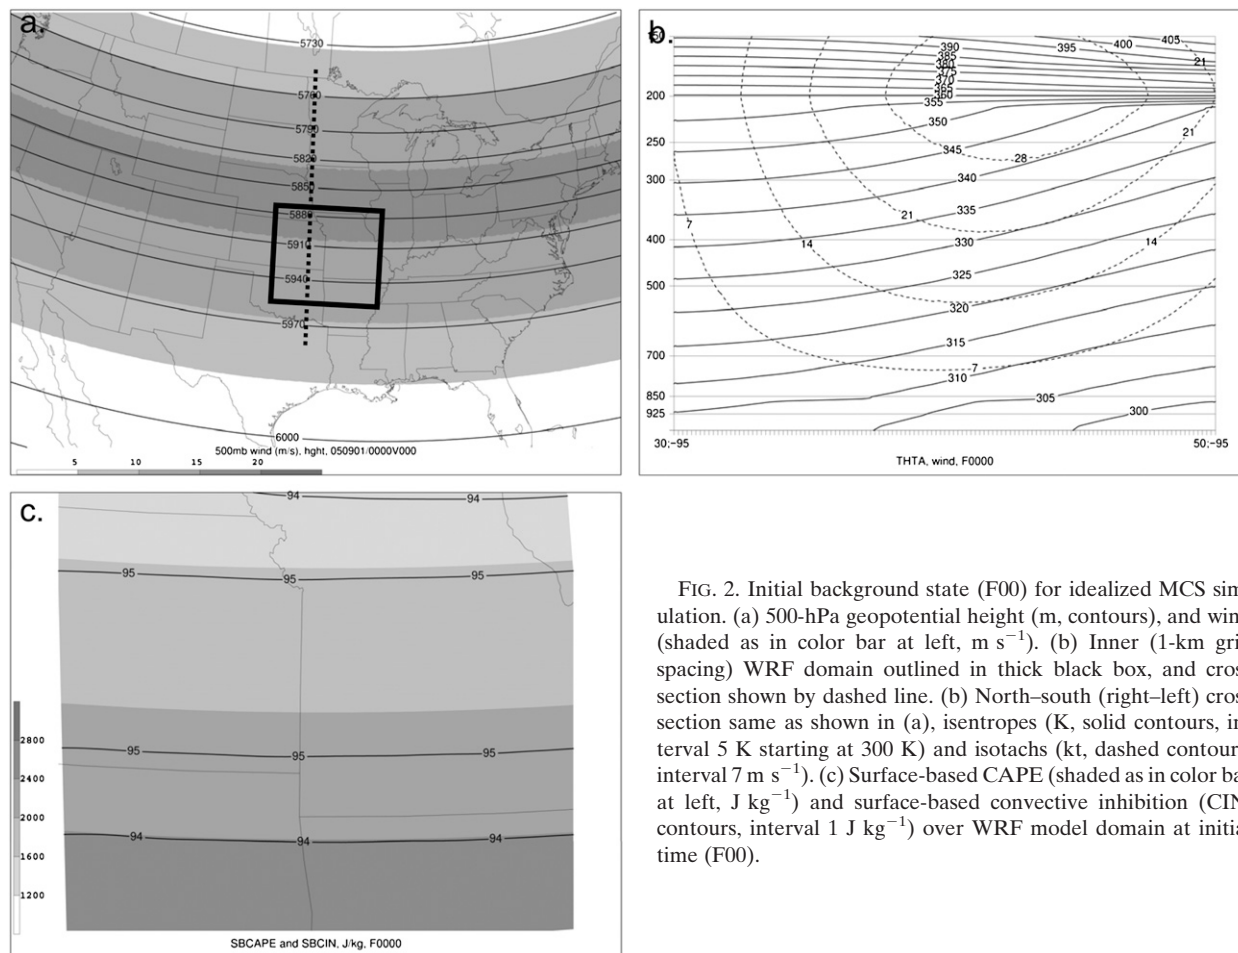 a.
5730
5760
5780
5820
5850
5880
5910
5940
5970
6000
500mb wind (m/s), hght, 050901/0000V000
5 10 15 20
b.
150
200
250
300
400
500
700
850
925
390 395 400 405
385
380
375
370
365
360
355
350
345
340
335
330
325
320
315
310
305
300
21
21
28
21
14
14
7
7
30;-95 50;-95
THTA, wind, F0000
c.
94 94
95 95 95
95 95 95
94 94 94
2800
2400
2000
1600
1200
SBCAPE and SBCIN, J/kg, F0000
FIG. 2. Initial background state (F00) for idealized MCS sim
ulation. (a) 500-hPa geopotential height (m, contours), and win
(shaded as in color bar at left, m s⁻¹). (b) Inner (1-km gri
spacing) WRF domain outlined in thick black box, and cros
section shown by dashed line. (b) North–south (right–left) cros
section same as shown in (a), isentropes (K, solid contours, in
terval 5 K starting at 300 K) and isotachs (kt, dashed contour
interval 7 m s⁻¹). (c) Surface-based CAPE (shaded as in color ba
at left, J kg⁻¹) and surface-based convective inhibition (CIN
contours, interval 1 J kg⁻¹) over WRF model domain at initia
time (F00).